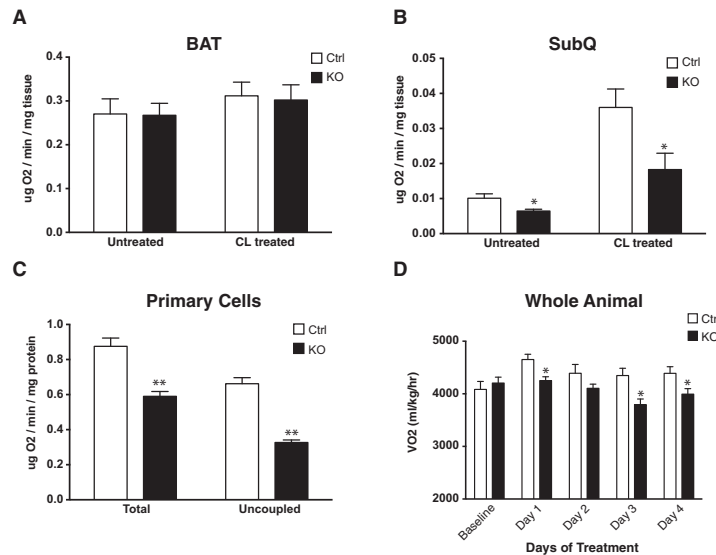 A
BAT
ug O2 / min / mg tissue
0.4
0.3
0.2
0.1
0.0
Ctrl
KO
Untreated
CL treated
B
SubQ
ug O2 / min / mg tissue
0.05
0.04
0.03
0.02
0.01
0.00
Ctrl
KO
*
*
Untreated
CL treated
C
Primary Cells
ug O2 / min / mg protein
1.0
0.8
0.6
0.4
0.2
0.0
Ctrl
KO
**
**
Total
Uncoupled
D
Whole Animal
VO2 (ml/kg/hr)
5000
4000
3000
2000
Ctrl
KO
*
*
*
Baseline
Day 1
Day 2
Day 3
Day 4
Days of Treatment